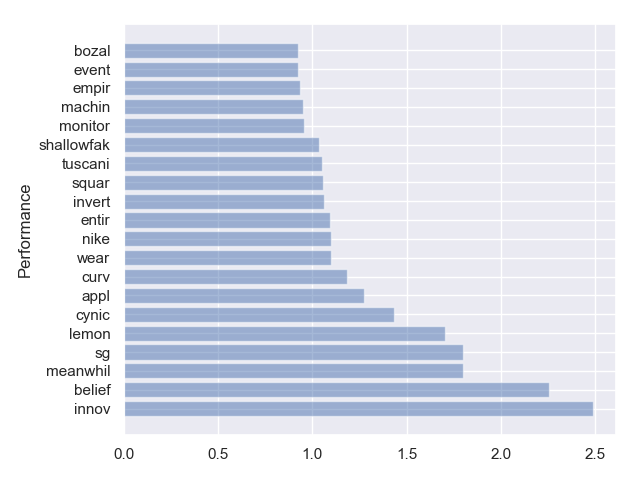 bozal
event
empir
machin
monitor
shallowfak
tuscani
squar
invert
entir
nike
wear
curv
appl
cynic
lemon
sg
meanwhil
belief
innov
Performance
0.0 0.5 1.0 1.5 2.0 2.5